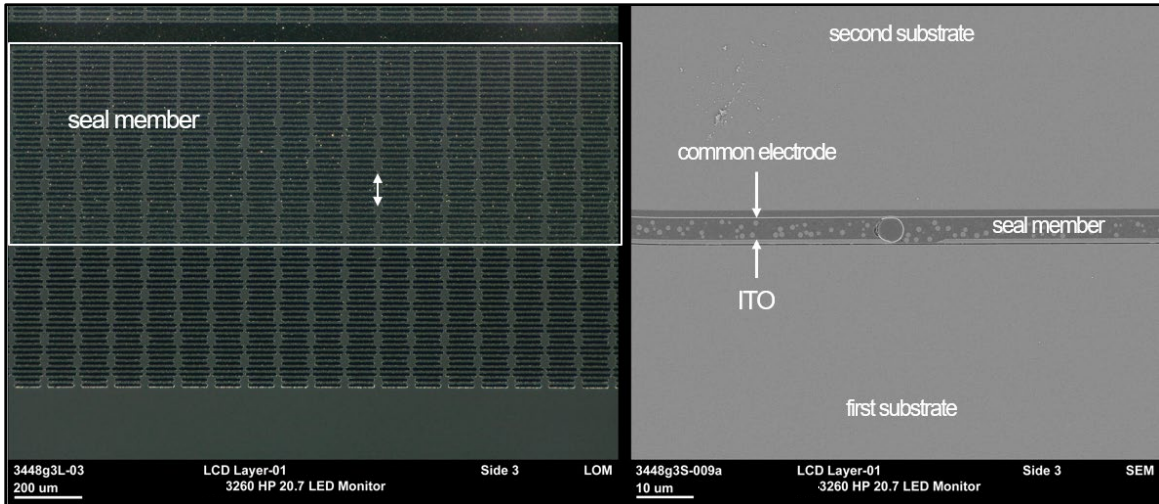 seal member
3448g3L-03 LCD Layer-01 Side 3 LOM
200 um 3260 HP 20.7 LED Monitor
second substrate
common electrode
seal member
ITO
first substrate
3448g3S-009a LCD Layer-01 Side 3 SEM
10 um 3260 HP 20.7 LED Monitor